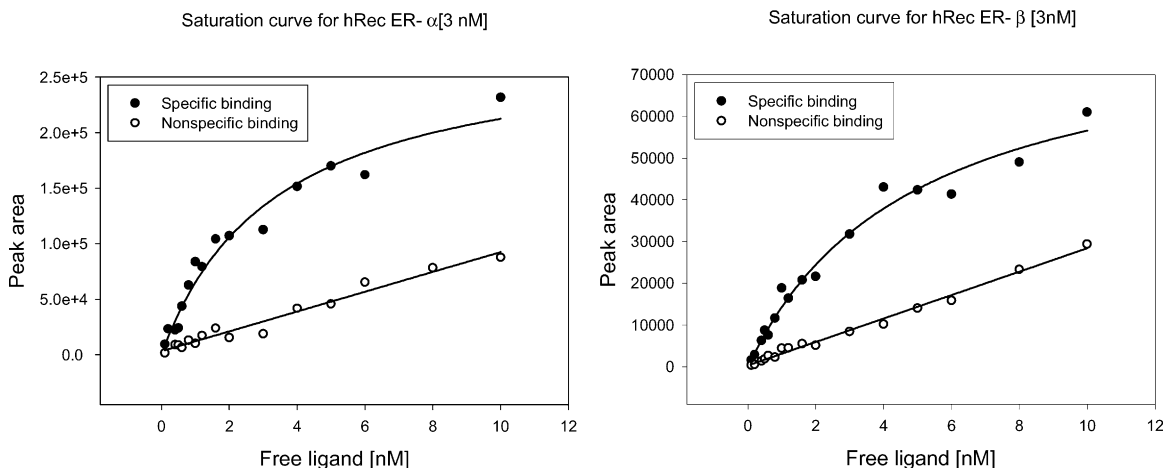 Saturation curve for hRec ER- α[3 nM]
2.5e+5
2.0e+5
1.5e+5
1.0e+5
5.0e+4
0.0
Peak area
Specific binding
Nonspecific binding
0 2 4 6 8 10 12
Free ligand [nM]
Saturation curve for hRec ER- β [3nM]
70000
60000
50000
40000
30000
20000
10000
0
Peak area
Specific binding
Nonspecific binding
0 2 4 6 8 10 12
Free ligand [nM]